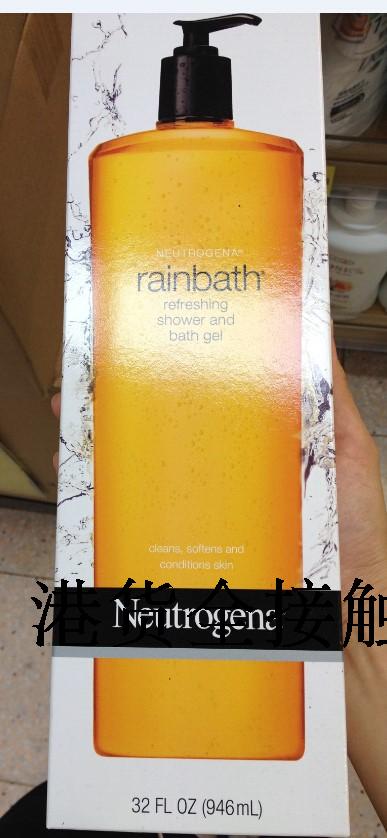 NEUTROGENA®
rainbath®
refreshing
shower and
bath gel
cleans, softens and
conditions skin
Neutrogena
港货全接触
32 FL OZ (946mL)